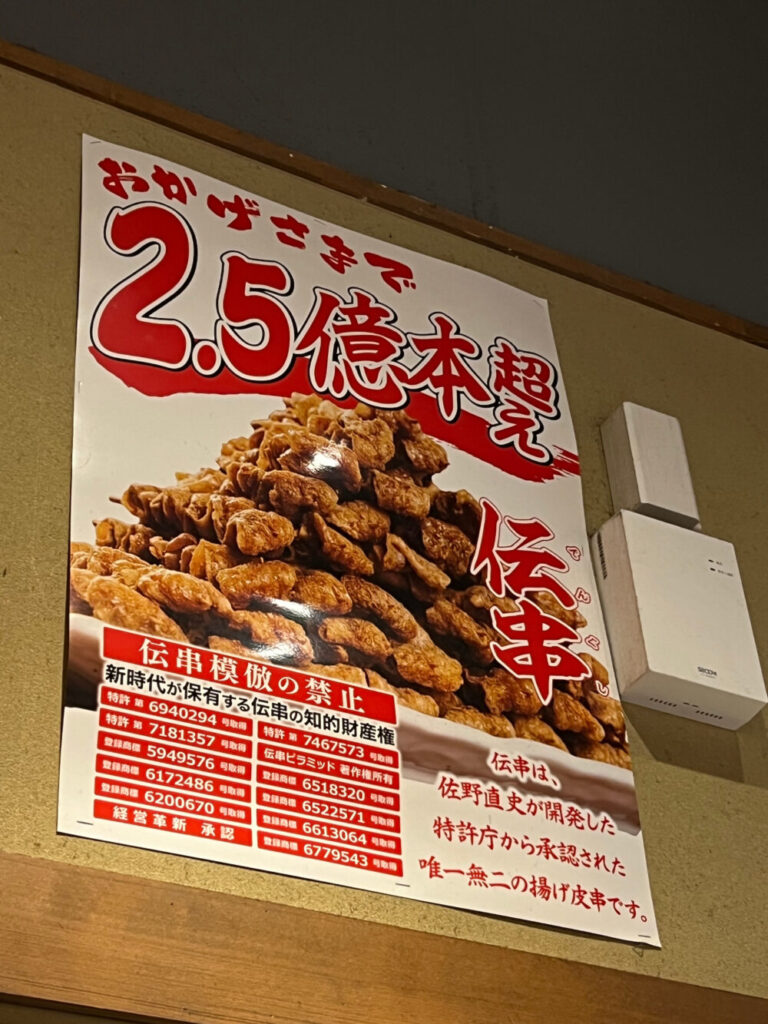 おかげさまで
2.5億本超え
伝串
でんぐし
伝串模倣の禁止
新時代が保有する伝串の知的財産権
特許 第 6940294 号取得
特許 第 7181357 号取得
登録商標 5949576 号取得
登録商標 6172486 号取得
登録商標 6200670 号取得
経営革新 承認
特許 第 7467573 号取得
伝串ピラミッド 著作権所有
登録商標 6518320 号取得
登録商標 6522571 号取得
登録商標 6613064 号取得
登録商標 6779543 号取得
伝串は、
佐野直史が開発した
特許庁から承認された
唯一無二の揚げ皮串です。